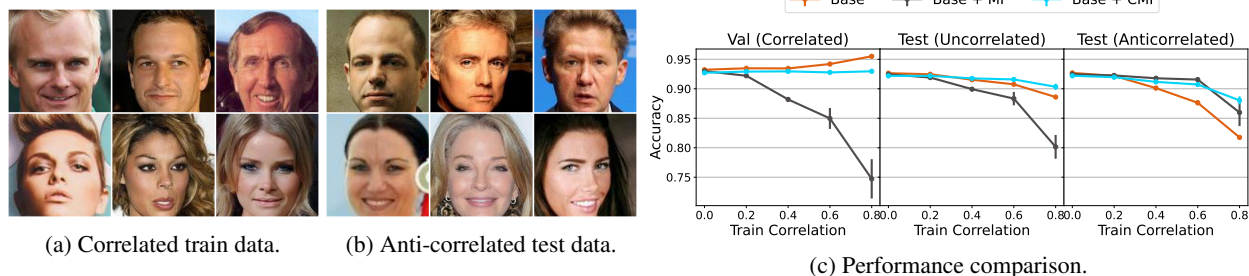 Base Base + MI Base + CMI
Val (Correlated) Test (Uncorrelated) Test (Anticorrelated)
0.95
0.90
0.85
0.80
0.75
Accuracy
0.0 0.2 0.4 0.6 0.8 0.0 0.2 0.4 0.6 0.8 0.0 0.2 0.4 0.6 0.8
Train Correlation Train Correlation Train Correlation
(a) Correlated train data. (b) Anti-correlated test data.
(c) Performance comparison.